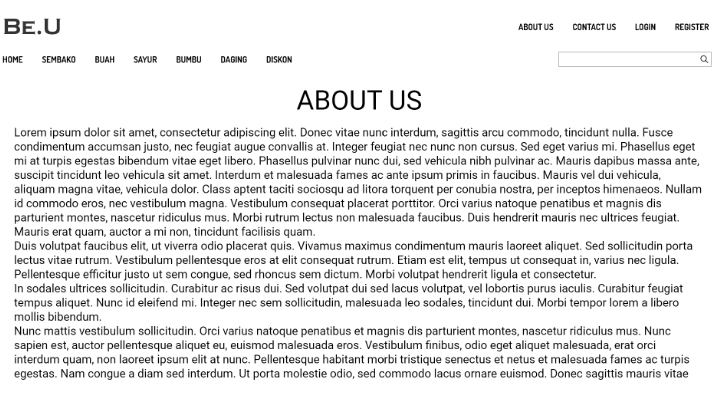 BE.U
ABOUT US CONTACT US LOGIN REGISTER
HOME SEMBAKO BUAH SAYUR BUMBU DAGING DISKON
ABOUT US
Lorem ipsum dolor sit amet, consectetur adipiscing elit. Donec vitae nunc interdum, sagittis arcu commodo, tincidunt nulla. Fusce
condimentum accumsan justo, nec feugiat augue convallis at. Integer feugiat nec nunc non cursus. Sed eget varius mi. Phasellus eget
mi at turpis egestas bibendum vitae eget libero. Phasellus pulvinar nunc dui, sed vehicula nibh pulvinar ac. Mauris dapibus massa ante,
suscipit tincidunt leo vehicula sit amet. Interdum et malesuada fames ac ante ipsum primis in faucibus. Mauris vel dui vehicula,
aliquam magna vitae, vehicula dolor. Class aptent taciti sociosqu ad litora torquent per conubia nostra, per inceptos himenaeos. Nullam
id commodo eros, nec vestibulum magna. Vestibulum consequat placerat porttitor. Orci varius natoque penatibus et magnis dis
parturient montes, nascetur ridiculus mus. Morbi rutrum lectus non malesuada faucibus. Duis hendrerit mauris nec ultrices feugiat.
Mauris erat quam, auctor a mi non, tincidunt facilisis quam.
Duis volutpat faucibus elit, ut viverra odio placerat quis. Vivamus maximus condimentum mauris laoreet aliquet. Sed sollicitudin porta
lectus vitae rutrum. Vestibulum pellentesque eros at elit consequat rutrum. Etiam est elit, tempus ut consequat in, varius nec ligula.
Pellentesque efficitur justo ut sem congue, sed rhoncus sem dictum. Morbi volutpat hendrerit ligula et consectetur.
In sodales ultrices sollicitudin. Curabitur ac risus dui. Sed volutpat dui sed lacus volutpat, vel lobortis purus iaculis. Curabitur feugiat
tempus aliquet. Nunc id eleifend mi. Integer nec sem sollicitudin, malesuada leo sodales, tincidunt dui. Morbi tempor lorem a libero
mollis bibendum.
Nunc mattis vestibulum sollicitudin. Orci varius natoque penatibus et magnis dis parturient montes, nascetur ridiculus mus. Nunc
sapien est, auctor pellentesque aliquet eu, euismod malesuada eros. Vestibulum finibus, odio eget aliquet malesuada, erat orci
interdum quam, non laoreet ipsum elit at nunc. Pellentesque habitant morbi tristique senectus et netus et malesuada fames ac turpis
egestas. Nam congue a diam sed interdum. Ut porta molestie odio, sed commodo lacus ornare euismod. Donec sagittis mauris vitae